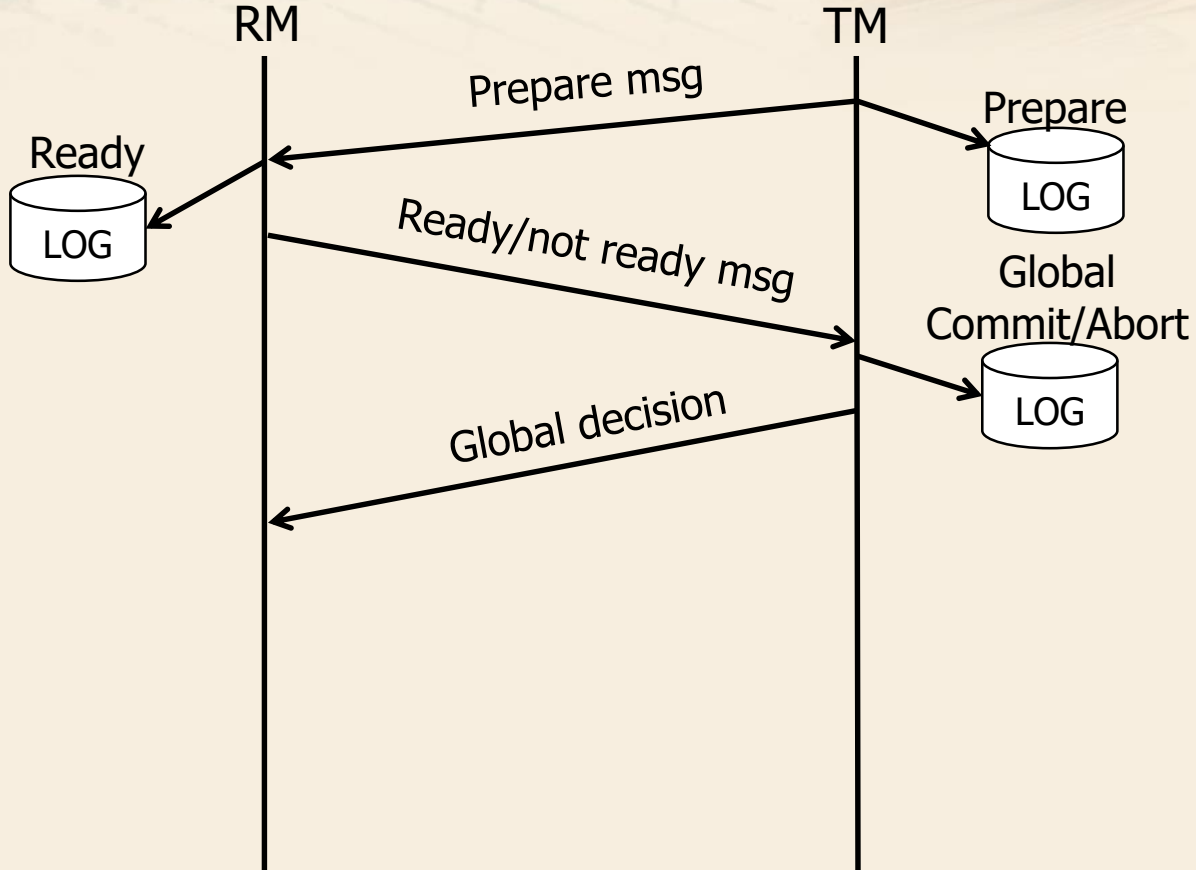 RM
TM
Prepare msg
Prepare
LOG
Ready
LOG
Ready/not ready msg
Global
Commit/Abort
LOG
Global decision